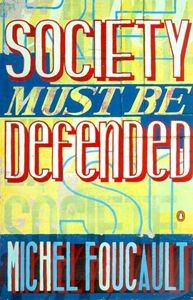 SOCIETY
MUST BE
DEFENDED
MICHEL FOUCAULT